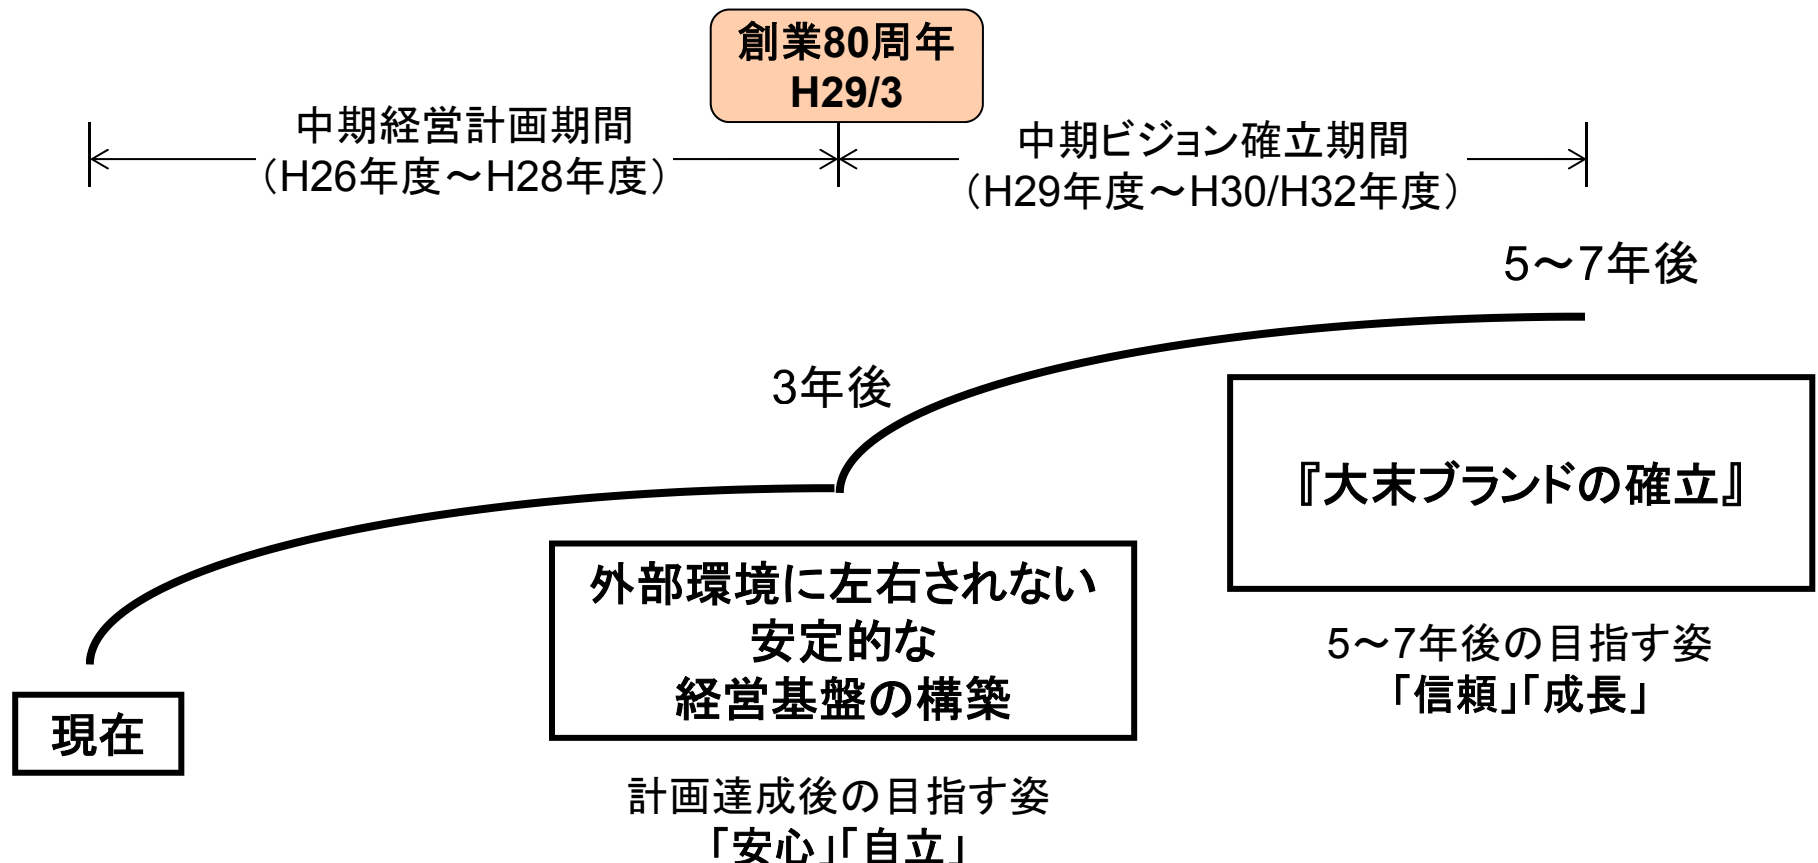 創業80周年
H29/3
中期経営計画期間
（H26年度～H28年度）
中期ビジョン確立期間
（H29年度～H30/H32年度）
5～7年後
3年後
『大末ブランドの確立』
外部環境に左右されない
安定的な
経営基盤の構築
5～7年後の目指す姿
「信頼」「成長」
現在
計画達成後の目指す姿
「安心」「自立」